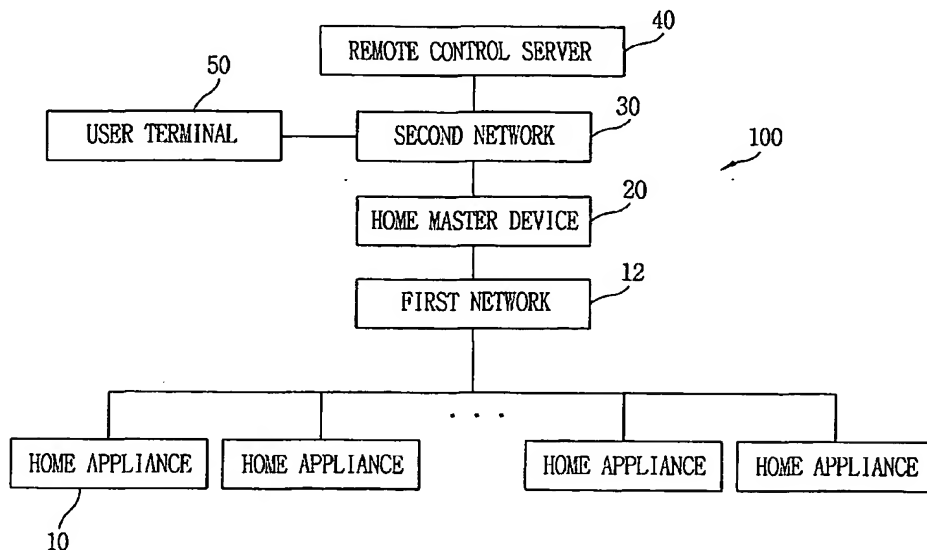 40
REMOTE CONTROL SERVER
50
30
USER TERMINAL
SECOND NETWORK
100
20
HOME MASTER DEVICE
12
FIRST NETWORK
. . .
HOME APPLIANCE HOME APPLIANCE HOME APPLIANCE HOME APPLIANCE
10